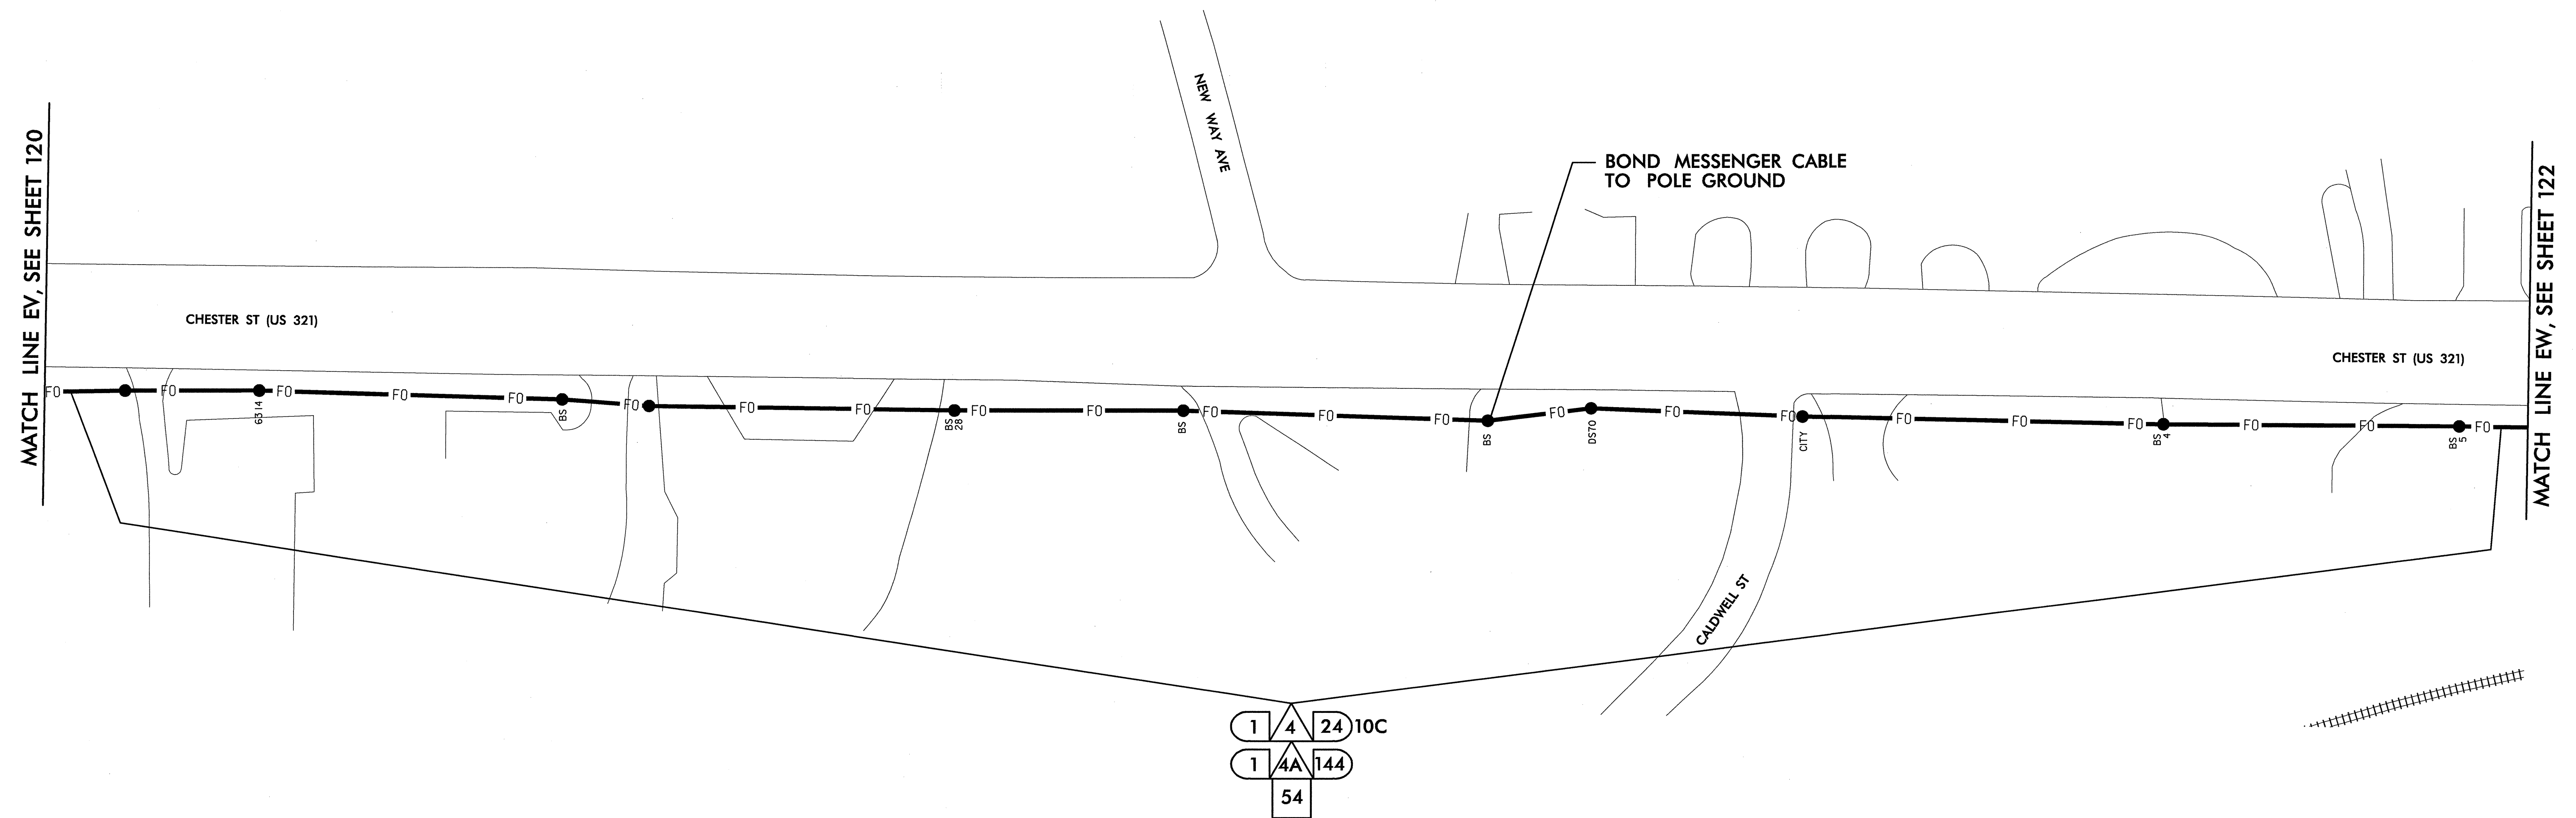 MATCH LINE EV, SEE SHEET 120
NEW WAY AVE
BOND MESSENGER CABLE
TO POLE GROUND
MATCH LINE EW, SEE SHEET 122
CHESTER ST (US 321)
CHESTER ST (US 321)
FO FO FO FO FO FO FO FO FO FO FO FO FO FO FO FO FO FO FO FO FO FO
6314
BS
BS
28
BS
BS
DS70
CITY
BS
4
BS
5
CALDWELL ST
1 4 24 10C
1 4A 144
54